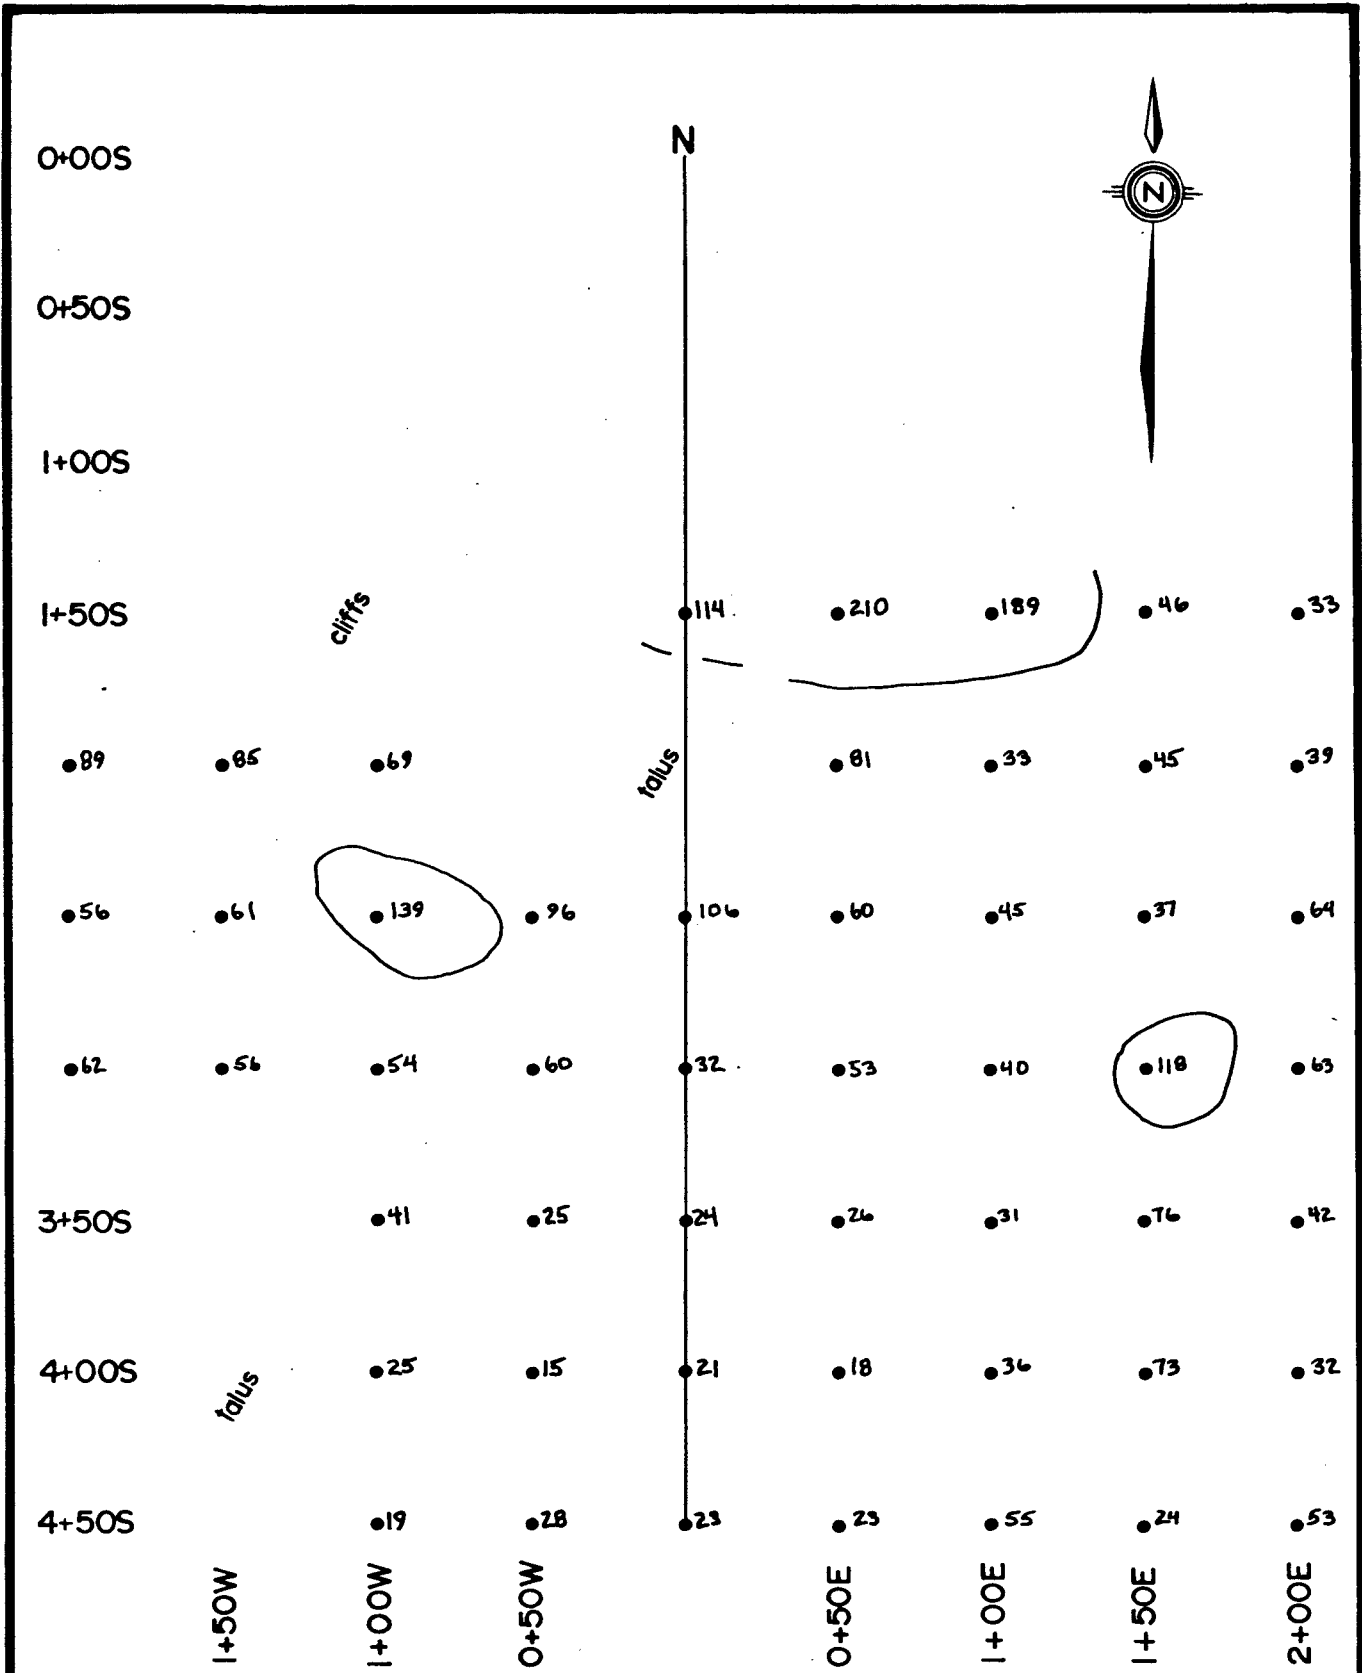 N
0+00S
N
0+50S
1+00S
1+50S cliffs 114 210 189 46 33
89 85 69 talus 81 33 45 39
56 61 139 96 106 60 45 37 64
62 56 54 60 32 53 40 118 63
3+50S 41 25 24 26 31 76 42
4+00S talus 25 15 21 18 36 73 32
4+50S 19 28 23 23 55 24 53
1+50W 1+00W 0+50W 0+50E 1+00E 1+50E 2+00E